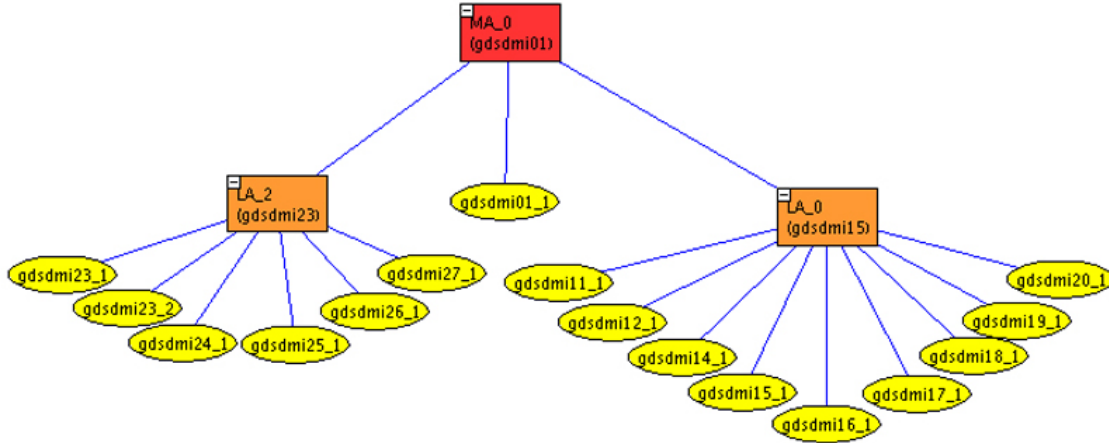 MA_0
(gdsdmi01)
LA_2
(gdsdmi23)
gdsdmi01_1
LA_0
(gdsdmi15)
gdsdmi23_1
gdsdmi23_2
gdsdmi24_1
gdsdmi25_1
gdsdmi26_1
gdsdmi27_1
gdsdmi11_1
gdsdmi12_1
gdsdmi14_1
gdsdmi15_1
gdsdmi16_1
gdsdmi17_1
gdsdmi18_1
gdsdmi19_1
gdsdmi20_1